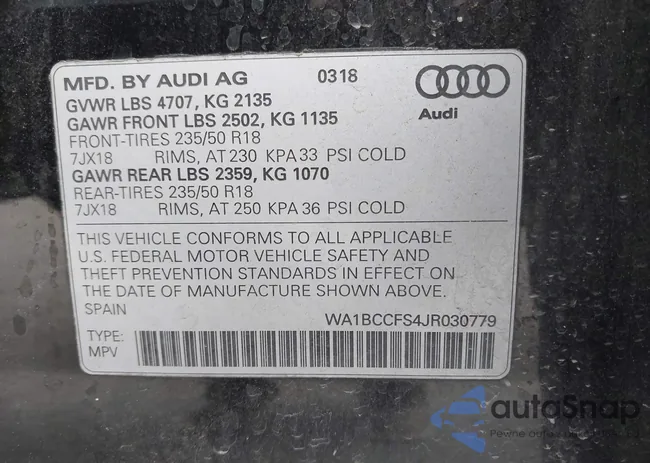 MFD. BY AUDI AG 0318
GVWR LBS 4707, KG 2135
GAWR FRONT LBS 2502, KG 1135
Audi
FRONT-TIRES 235/50 R18
7JX18 RIMS, AT 230 KPA 33 PSI COLD
GAWR REAR LBS 2359, KG 1070
REAR-TIRES 235/50 R18
7JX18 RIMS, AT 250 KPA 36 PSI COLD
THIS VEHICLE CONFORMS TO ALL APPLICABLE
U.S. FEDERAL MOTOR VEHICLE SAFETY AND
THEFT PREVENTION STANDARDS IN EFFECT ON
THE DATE OF MANUFACTURE SHOWN ABOVE.
SPAIN
WA1BCCFS4JR030779
TYPE:
MPV
autoSnap
Pewne auto